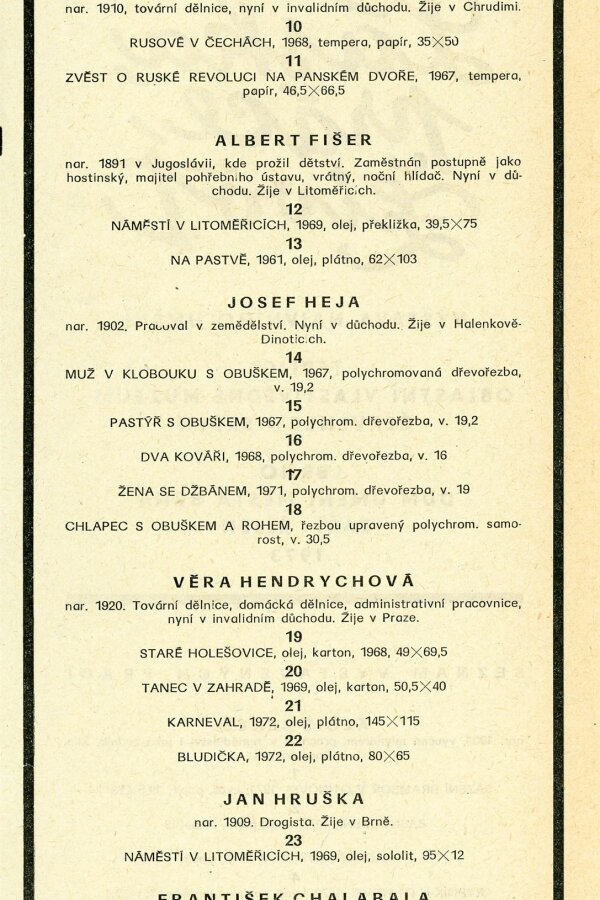 nar. 1910, tovární dělnice, nyní v invalidním důchodu. Žije v Chrudimi.
10
RUSOVÉ V ČECHÁCH, 1968, tempera, papír, 35×50
11
ZVĚST O RUSKÉ REVOLUCI NA PANSKÉM DVOŘE, 1967, tempera,
papír, 46,5×66,5
ALBERT FIŠER
nar. 1891 v Jugoslávii, kde prožil dětství. Zaměstnán postupně jako
hostinský, majitel pohřebního ústavu, vrátný, noční hlídač. Nyní v dů-
chodu. Žije v Litoměřicích.
12
NÁMĚSTÍ V LITOMĚŘICÍCH, 1969, olej, překližka, 39,5×75
13
NA PASTVĚ, 1961, olej, plátno, 62×103
JOSEF HEJA
nar. 1902. Pracoval v zemědělství. Nyní v důchodu. Žije v Halenkově-
Dinoticích.
14
MUŽ V KLOBOUKU S OBUŠKEM, 1967, polychromovaná dřevořezba,
v. 19,2
15
PASTÝŘ S OBUŠKEM, 1967, polychrom. dřevořezba, v. 19,2
16
DVA KOVÁŘI, 1968, polychrom. dřevořezba, v. 16
17
ŽENA SE DŽBÁNEM, 1971, polychrom. dřevořezba, v. 19
18
CHLAPEC S OBUŠKEM A ROHEM, řezbou upravený polychrom. samo-
rost, v. 30,5
VĚRA HENDRYCHOVÁ
nar. 1920. Tovární dělnice, domácká dělnice, administrativní pracovnice,
nyní v invalidním důchodu. Žije v Praze.
19
STARÉ HOLEŠOVICE, olej, karton, 1968, 49×69,5
20
TANEC V ZAHRADĚ, 1969, olej, karton, 50,5×40
21
KARNEVAL, 1972, olej, plátno, 145×115
22
BLUDIČKA, 1972, olej, plátno, 80×65
JAN HRUŠKA
nar. 1909. Drogista. Žije v Brně.
23
NÁMĚSTÍ V LITOMĚŘICÍCH, 1969, olej, sololit, 95×12
FRANTIŠEK CHALABALA